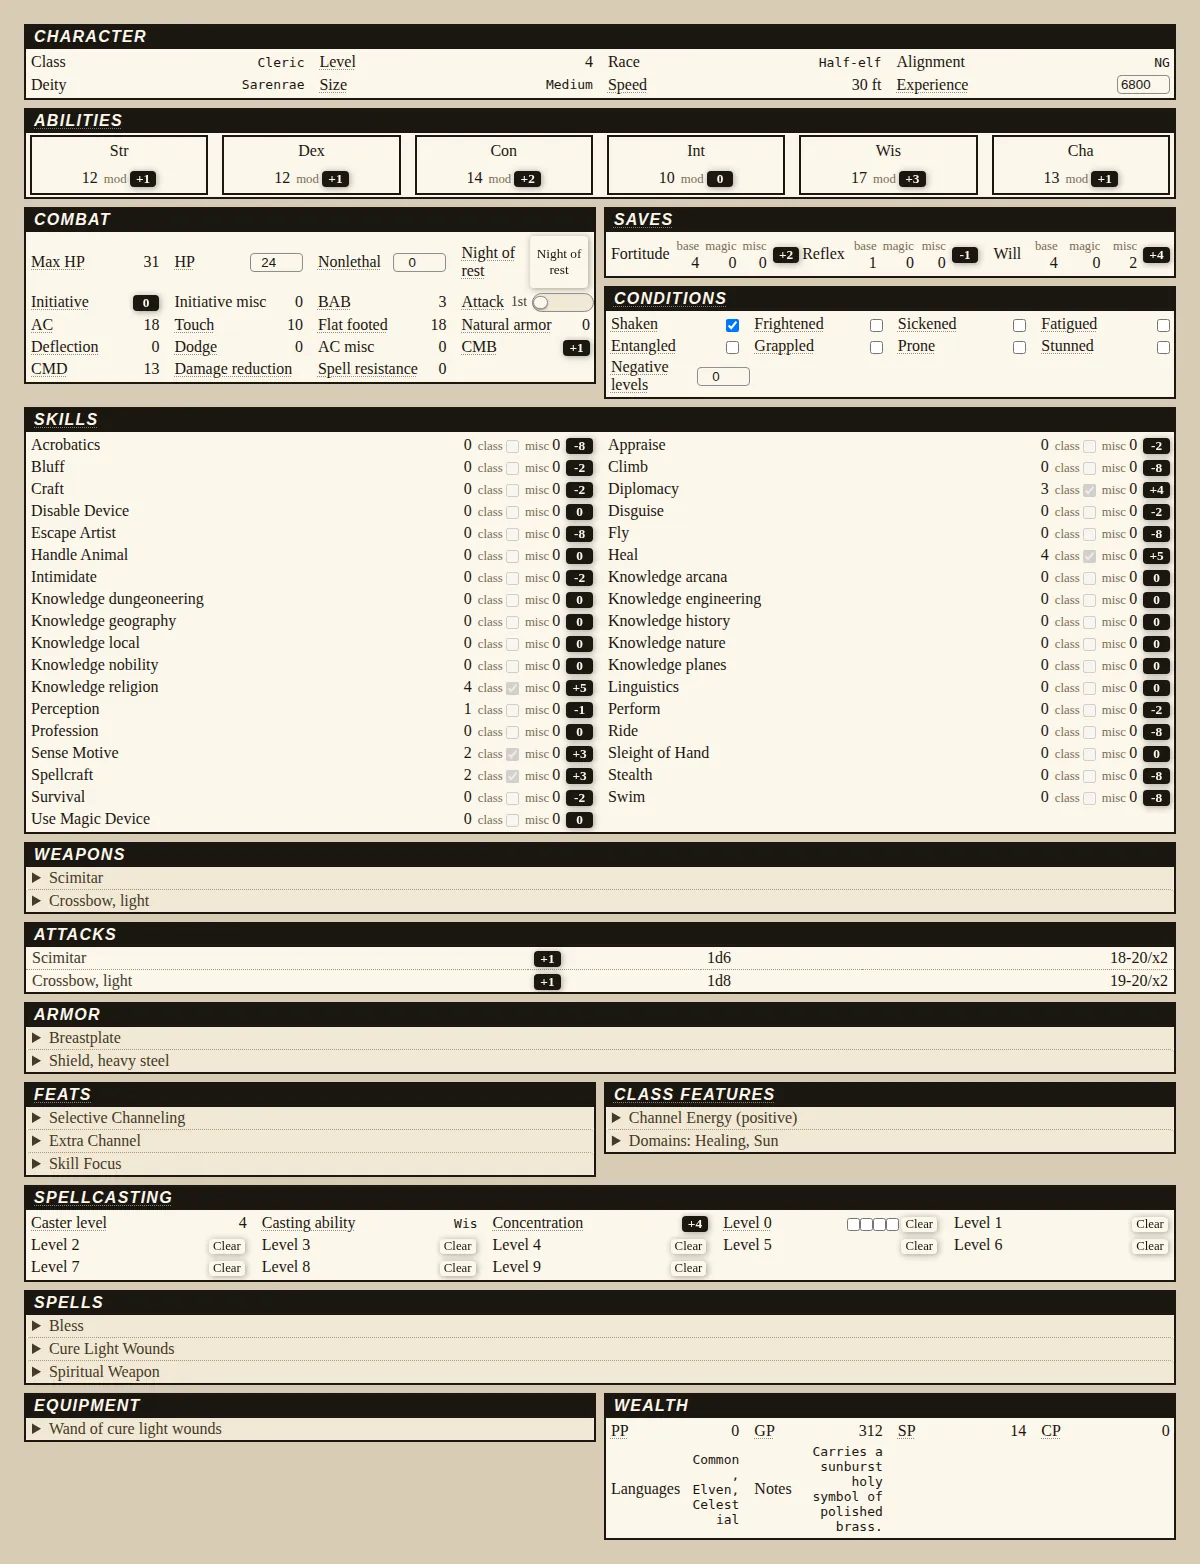 CHARACTER
Class Cleric Level 4 Race Half-elf Alignment NG
Deity Sarenrae Size Medium Speed 30 ft Experience 6800
ABILITIES
Str Dex Con Int Wis Cha
12 mod +1 12 mod +1 14 mod +2 10 mod 0 17 mod +3 13 mod +1
COMBAT
Max HP 31 HP 24 Nonlethal 0 Night of rest Night of rest
Initiative 0 Initiative misc 0 BAB 3 Attack 1st
AC 18 Touch 10 Flat footed 18 Natural armor 0
Deflection 0 Dodge 0 AC misc 0 CMB +1
CMD 13 Damage reduction Spell resistance 0
SAVES
Fortitude base 4 magic 0 misc 0 +2 Reflex base 1 magic 0 misc 0 -1 Will base 4 magic 0 misc 2 +4
CONDITIONS
Shaken Frightened Sickened Fatigued
Entangled Grappled Prone Stunned
Negative levels 0
SKILLS
Acrobatics 0 class misc 0 -8 Appraise 0 class misc 0 -2
Bluff 0 class misc 0 -2 Climb 0 class misc 0 -8
Craft 0 class misc 0 -2 Diplomacy 3 class misc 0 +4
Disable Device 0 class misc 0 0 Disguise 0 class misc 0 -2
Escape Artist 0 class misc 0 -8 Fly 0 class misc 0 -8
Handle Animal 0 class misc 0 0 Heal 4 class misc 0 +5
Intimidate 0 class misc 0 -2 Knowledge arcana 0 class misc 0 0
Knowledge dungeoneering 0 class misc 0 0 Knowledge engineering 0 class misc 0 0
Knowledge geography 0 class misc 0 0 Knowledge history 0 class misc 0 0
Knowledge local 0 class misc 0 0 Knowledge nature 0 class misc 0 0
Knowledge nobility 0 class misc 0 0 Knowledge planes 0 class misc 0 0
Knowledge religion 4 class misc 0 +5 Linguistics 0 class misc 0 0
Perception 1 class misc 0 -1 Perform 0 class misc 0 -2
Profession 0 class misc 0 0 Ride 0 class misc 0 -8
Sense Motive 2 class misc 0 +3 Sleight of Hand 0 class misc 0 0
Spellcraft 2 class misc 0 +3 Stealth 0 class misc 0 -8
Survival 0 class misc 0 -2 Swim 0 class misc 0 -8
Use Magic Device 0 class misc 0 0
WEAPONS
Scimitar
Crossbow, light
ATTACKS
Scimitar +1 1d6 18-20/x2
Crossbow, light +1 1d8 19-20/x2
ARMOR
Breastplate
Shield, heavy steel
FEATS
Selective Channeling
Extra Channel
Skill Focus
CLASS FEATURES
Channel Energy (positive)
Domains: Healing, Sun
SPELLCASTING
Caster level 4 Casting ability Wis Concentration +4 Level 0 Clear Level 1 Clear
Level 2 Clear Level 3 Clear Level 4 Clear Level 5 Clear Level 6 Clear
Level 7 Clear Level 8 Clear Level 9 Clear
SPELLS
Bless
Cure Light Wounds
Spiritual Weapon
EQUIPMENT
Wand of cure light wounds
WEALTH
PP 0 GP 312 SP 14 CP 0
Languages
Common
,
Elven,
Celest
ial
Notes
Carries a
sunburst
holy
symbol of
polished
brass.